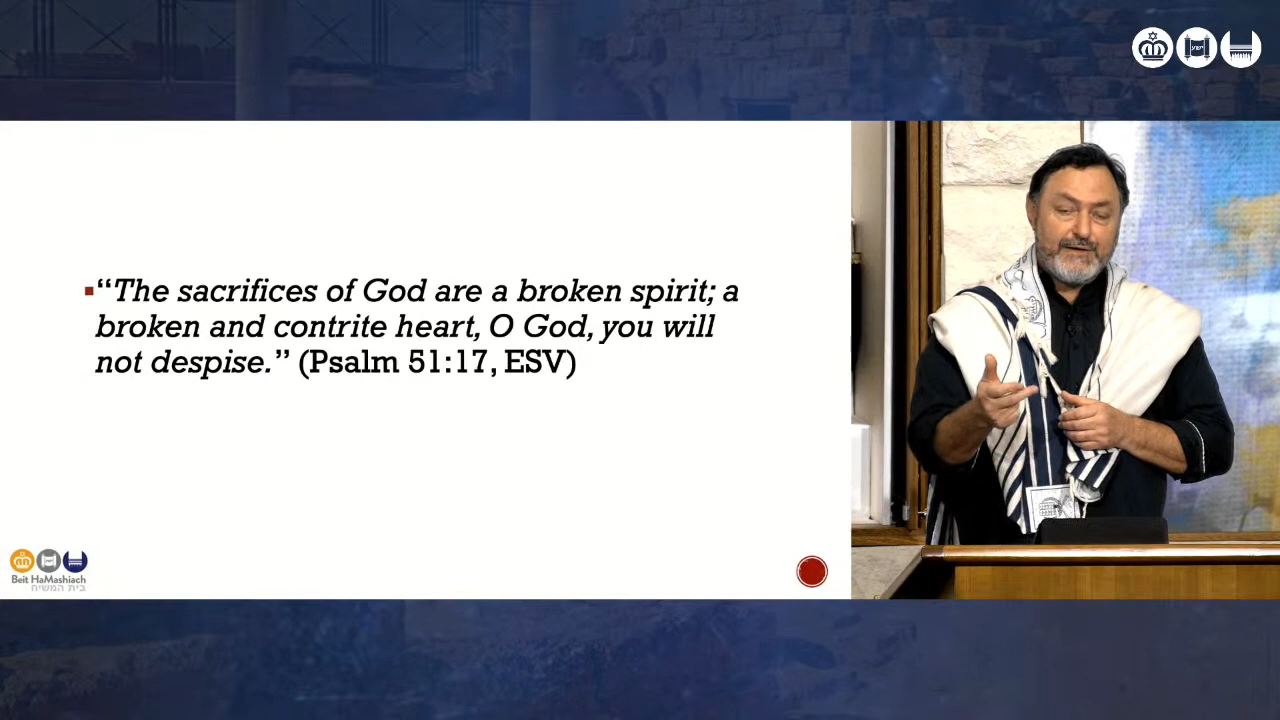 ▪“The sacrifices of God are a broken spirit; a
broken and contrite heart, O God, you will
not despise.” (Psalm 51:17, ESV)
Beit HaMashiach
בית המשיח